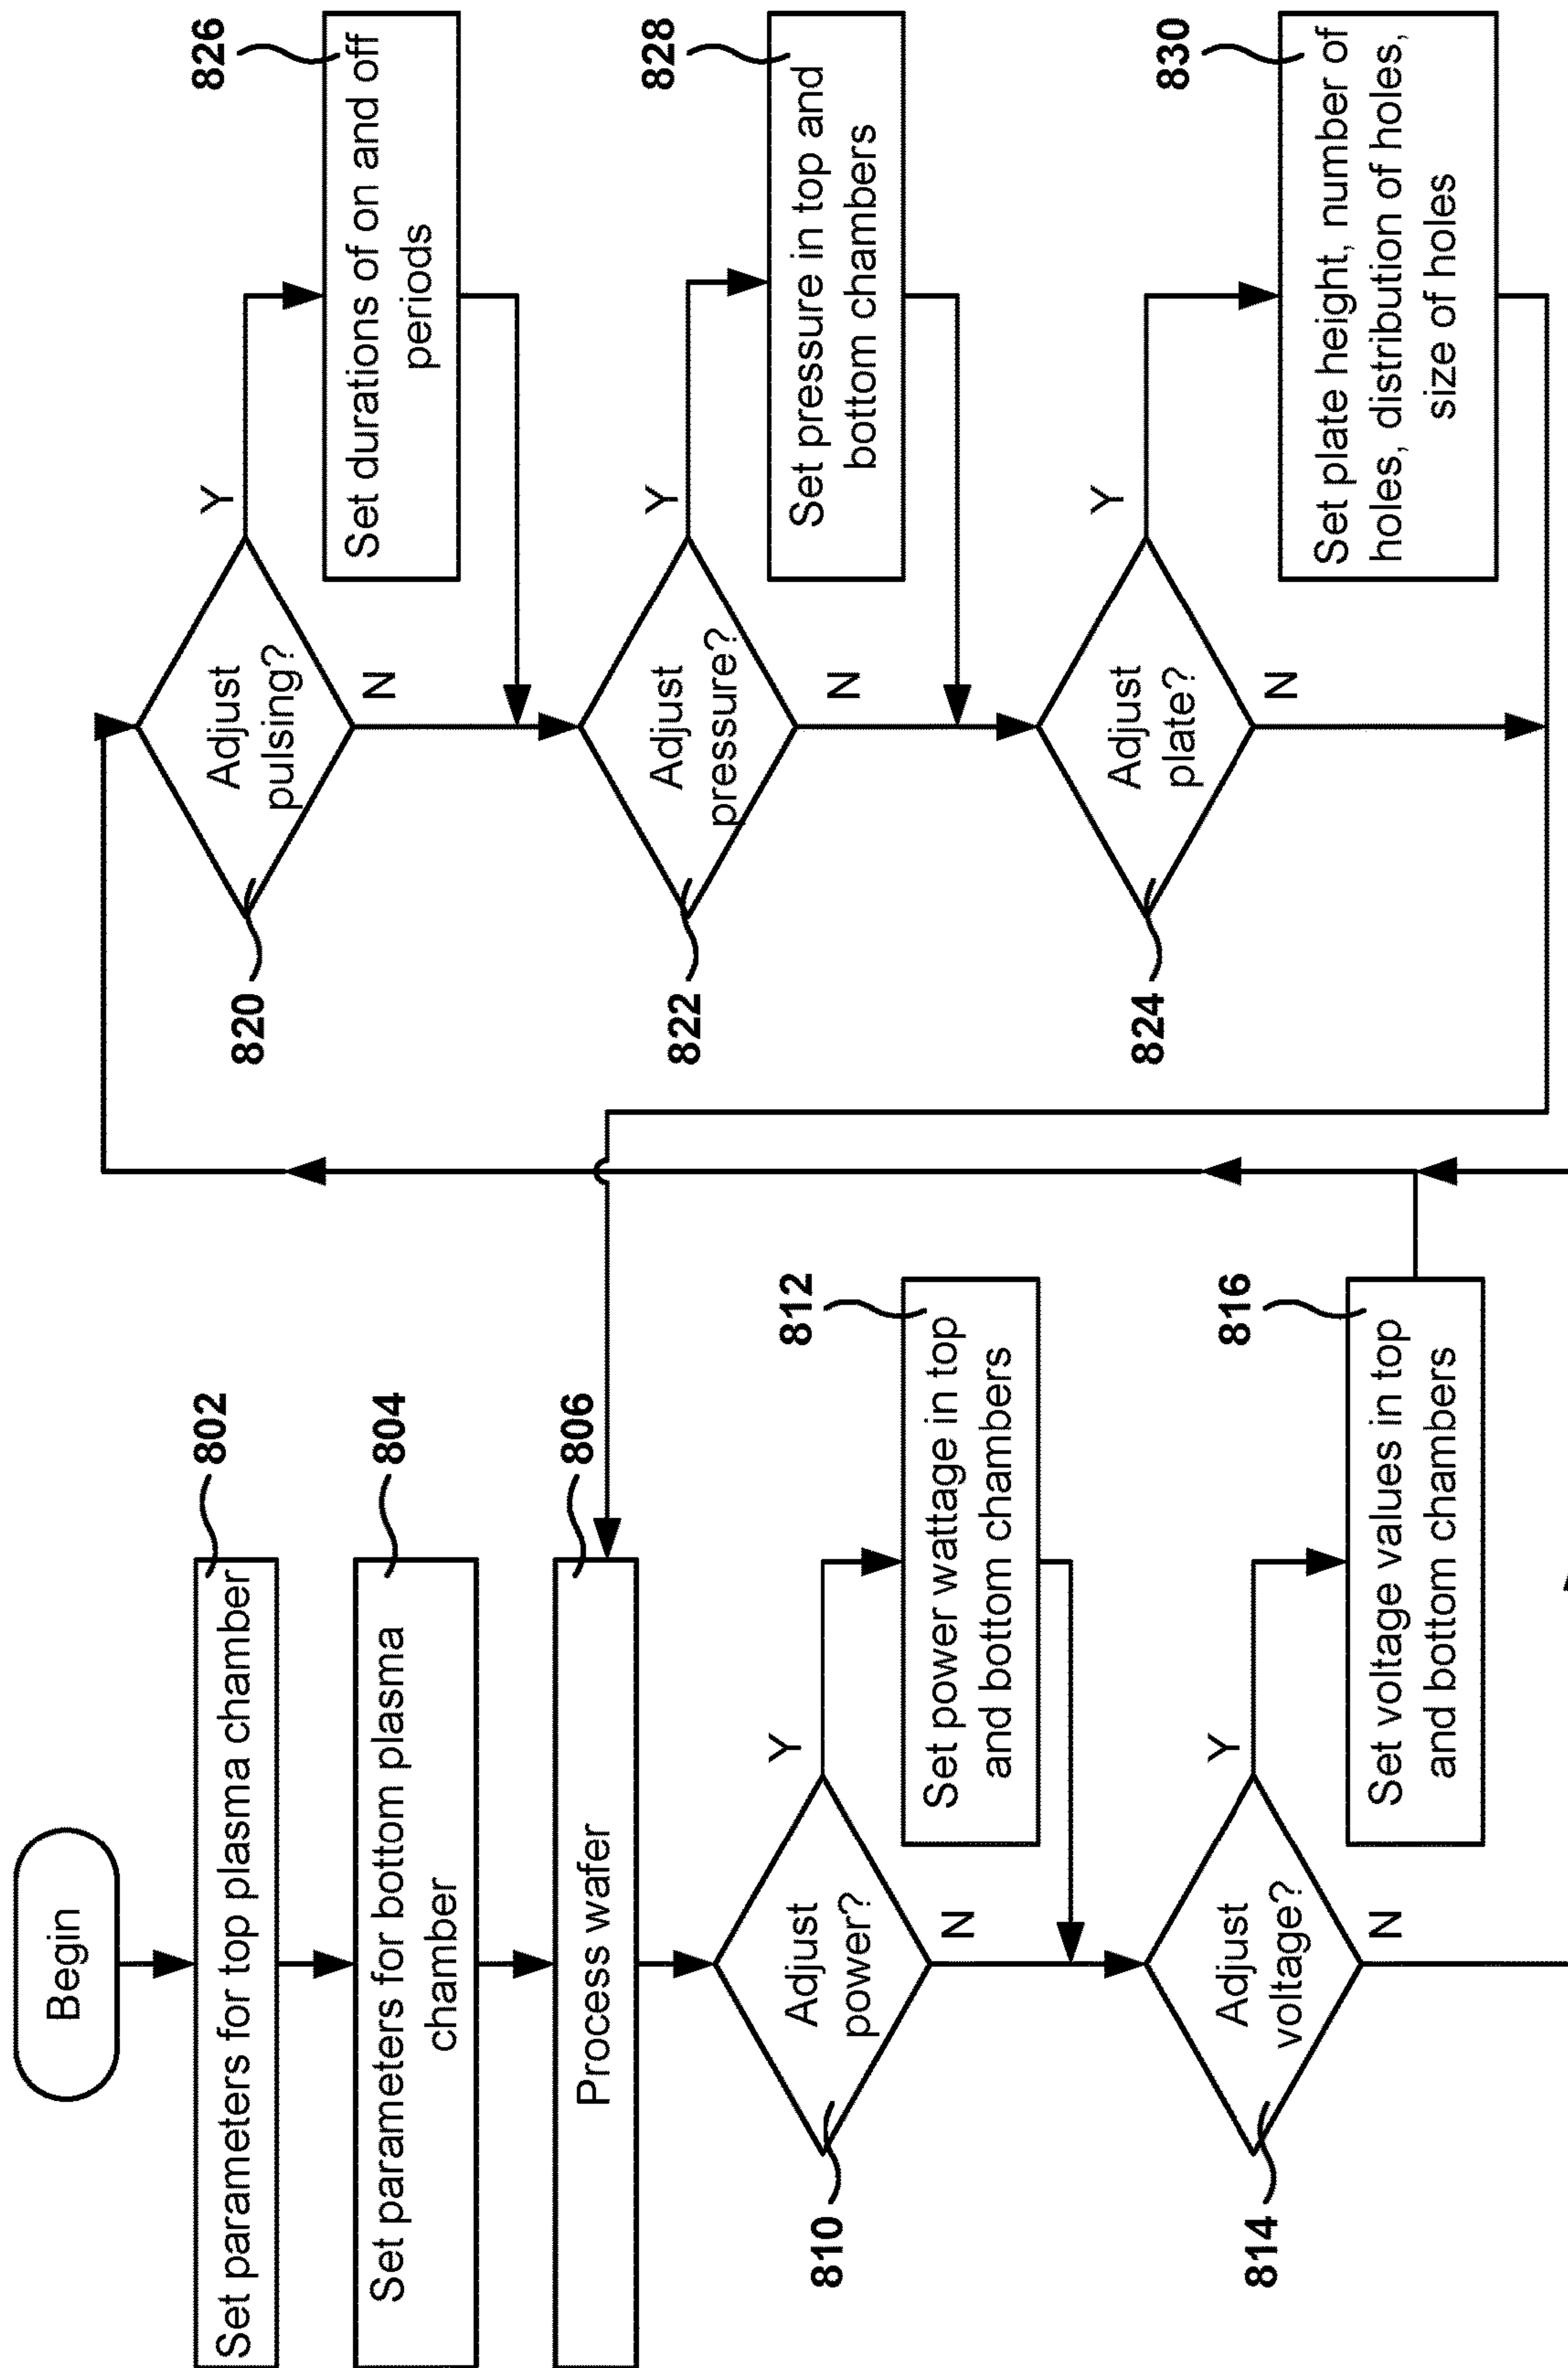 Begin
802
Set parameters for top plasma chamber
804
Set parameters for bottom plasma
chamber
806
Process wafer
810
Adjust
power?
Y
N
812
Set power wattage in top
and bottom chambers
814
Adjust
voltage?
Y
N
816
Set voltage values in top
and bottom chambers
820
Adjust
pulsing?
Y
N
826
Set durations of on and off
periods
822
Adjust
pressure?
Y
N
828
Set pressure in top and
bottom chambers
824
Adjust
plate?
Y
N
830
Set plate height, number of
holes, distribution of holes,
size of holes